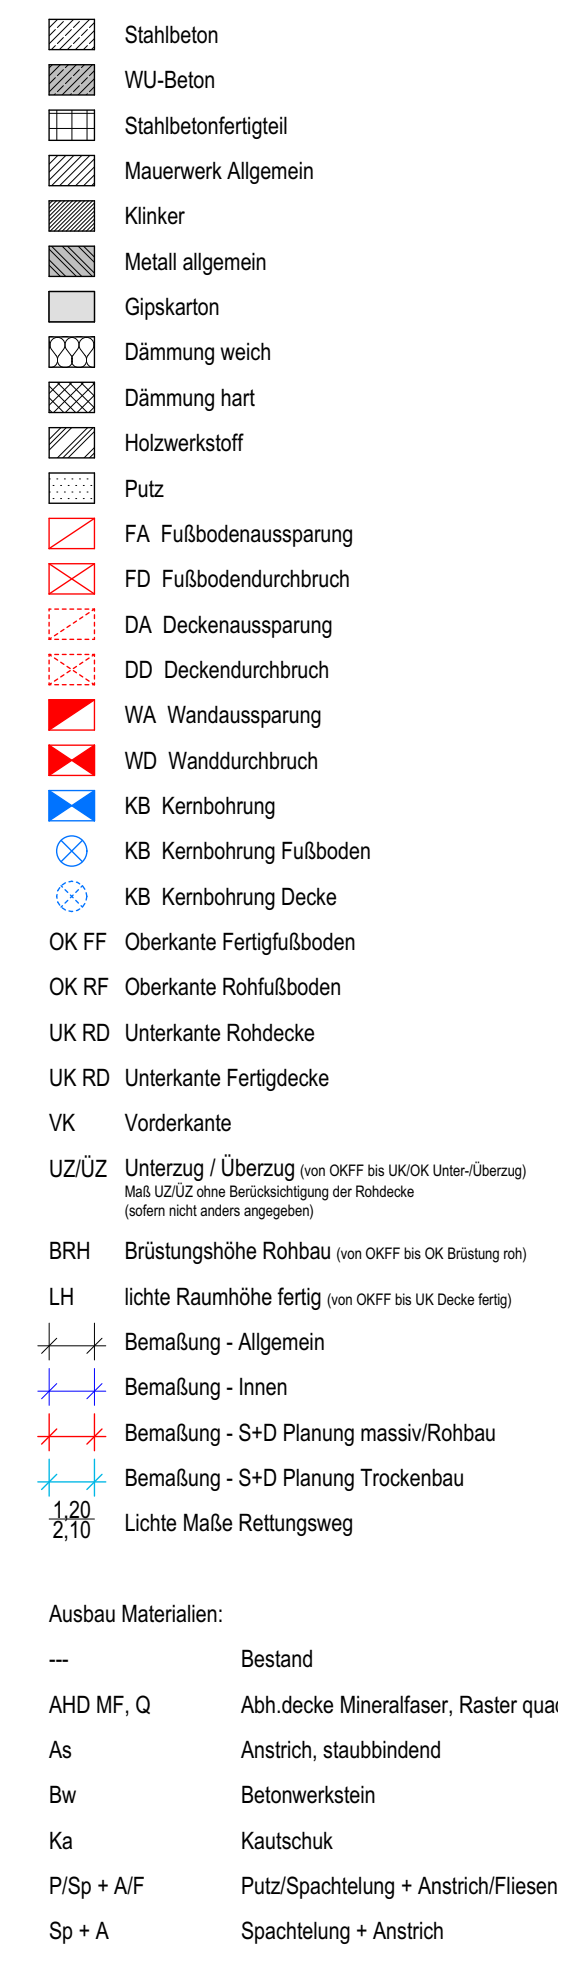 Stahlbeton
WU-Beton
Stahlbetonfertigteil
Mauerwerk Allgemein
Klinker
Metall allgemein
Gipskarton
Dämmung weich
Dämmung hart
Holzwerkstoff
Putz
FA Fußbodenaussparung
FD Fußbodendurchbruch
DA Deckenaussparung
DD Deckendurchbruch
WA Wandaussparung
WD Wanddurchbruch
KB Kernbohrung
KB Kernbohrung Fußboden
KB Kernbohrung Decke
OK FF Oberkante Fertigfußboden
OK RF Oberkante Rohfußboden
UK RD Unterkante Rohdecke
UK RD Unterkante Fertigdecke
VK Vorderkante
UZ/ÜZ Unterzug / Überzug (von OKFF bis UK/OK Unter-/Überzug)
Maß UZ/ÜZ ohne Berücksichtigung der Rohdecke
(sofern nicht anders angegeben)
BRH Brüstungshöhe Rohbau (von OKFF bis OK Brüstung roh)
LH lichte Raumhöhe fertig (von OKFF bis UK Decke fertig)
Bemaßung - Allgemein
Bemaßung - Innen
Bemaßung - S+D Planung massiv/Rohbau
Bemaßung - S+D Planung Trockenbau
1,20
2,10 Lichte Maße Rettungsweg
Ausbau Materialien:
--- Bestand
AHD MF, Q Abh.decke Mineralfaser, Raster
As Anstrich, staubbindend
Bw Betonwerkstein
Ka Kautschuk
P/Sp + A/F Putz/Spachtelung + Anstrich/Fliesen
Sp + A Spachtelung + Anstrich